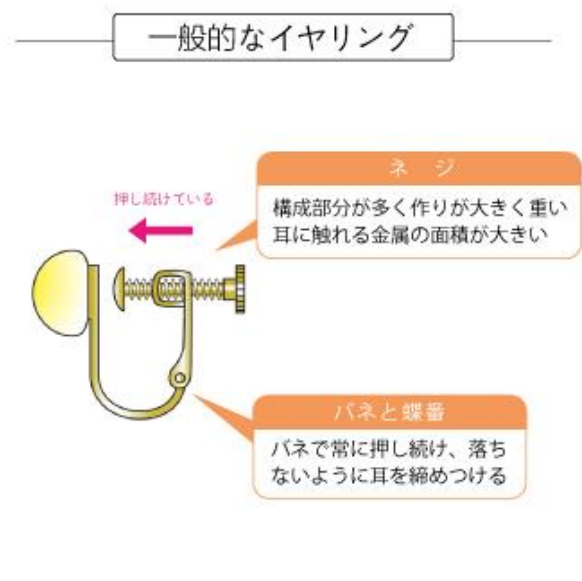 一般的なイヤリング
ネジ
押し続けている
構成部分が多く作りが大きく重い
耳に触れる金属の面積が大きい
バネと蝶番
バネで常に押し続け、落ち
ないように耳を締めつける